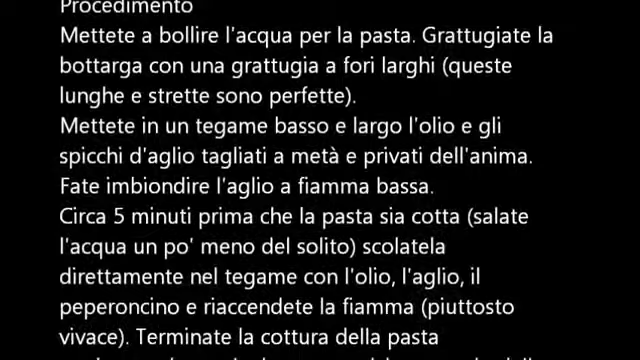 Procedimento
Mettete a bollire l'acqua per la pasta. Grattugiate la
bottarga con una grattugia a fori larghi (queste
lunghe e strette sono perfette).
Mettete in un tegame basso e largo l'olio e gli
spicchi d'aglio tagliati a metà e privati dell'anima.
Fate imbiondire l'aglio a fiamma bassa.
Circa 5 minuti prima che la pasta sia cotta (salate
l'acqua un po' meno del solito) scolatela
direttamente nel tegame con l'olio, l'aglio, il
peperoncino e riaccendete la fiamma (piuttosto
vivace). Terminate la cottura della pasta